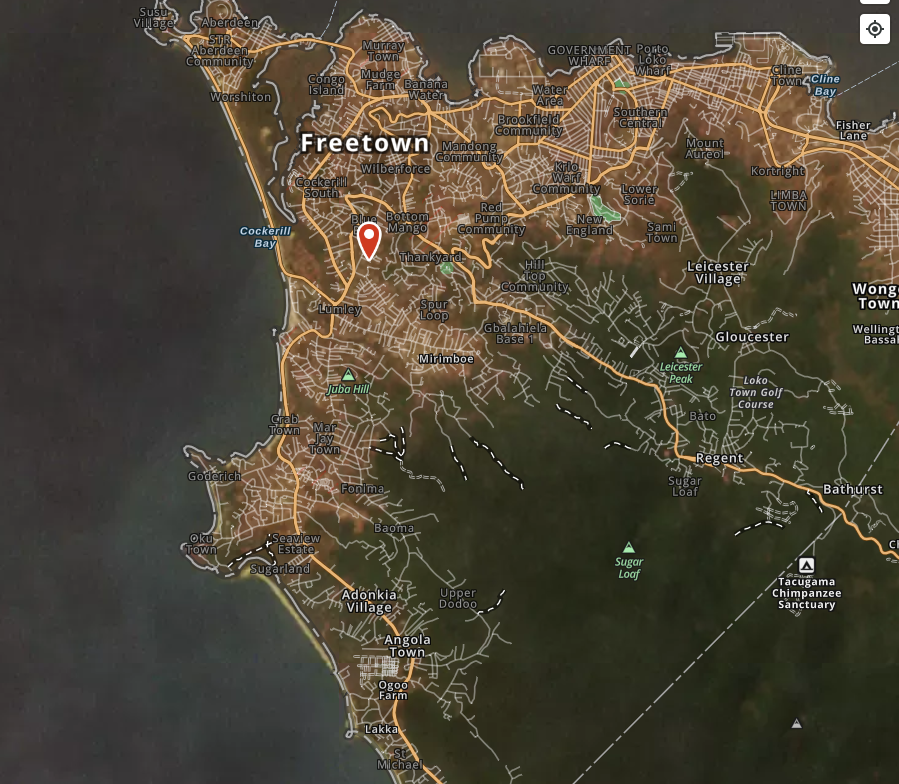 Susu
Village
Aberdeen
STR
Aberdeen
Community
Murray
Town
GOVERNMENT
WHARF
Porto
Loko
Wharf
Cline
Town
Cline
Bay
Congo
Island
Mudge
Farm
Banana
Water
Water
Area
Worshiton
Brookfield
Community
Southern
Central
Fisher
Lane
Freetown
Mandong
Community
Mount
Aureol
Wilberforce
Krio
Warf
Community
Kortright
Cockerill
South
Lower
Sorie
LIMBA
TOWN
Blue
Bottom
Mango
Red
Pump
Community
New
England
Sami
Town
Cockerill
Bay
Thankyard
Hill
Top
Community
Leicester
Village
Wong
Town
Lumley
Spur
Loop
Gbalahiela
Base 1
Gloucester
Wellingt
Bassa
Mirimboe
Leicester
Peak
Juba Hill
Loko
Town Golf
Course
Crab
Town
Mar
Jay
Town
Bato
Regent
Goderich
Fonima
Sugar
Loaf
Bathurst
Baoma
Oku
Town
Seaview
Estate
Sugarland
Sugar
Loaf
Tacugama
Chimpanzee
Sanctuary
Adonkia
Village
Upper
Dodoo
Angola
Town
Ogoo
Farm
Lakka
St
Michael